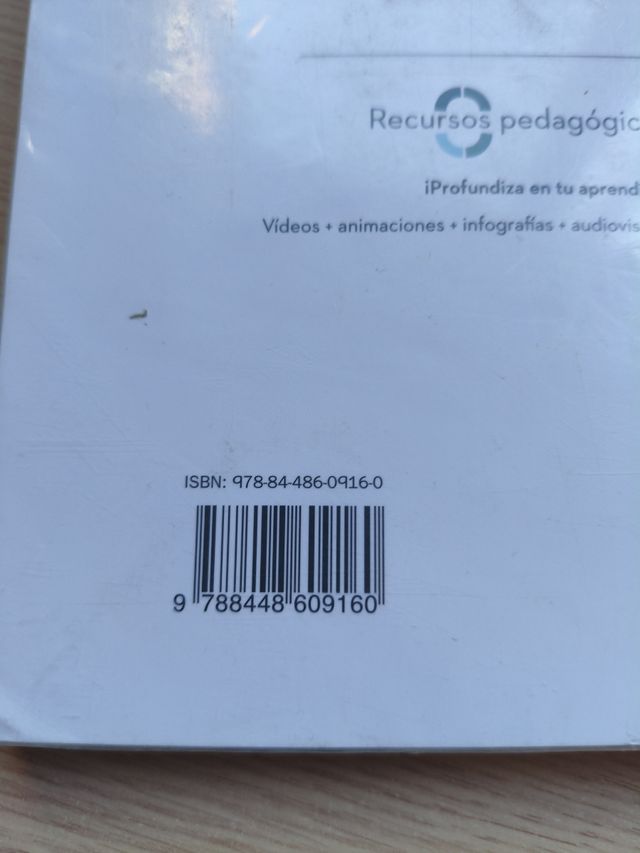 Recursos pedagógic
¡Profundiza en tu aprend
Vídeos + animaciones + infografías + audiovis
ISBN: 978-84-486-0916-0
9 788448 609160